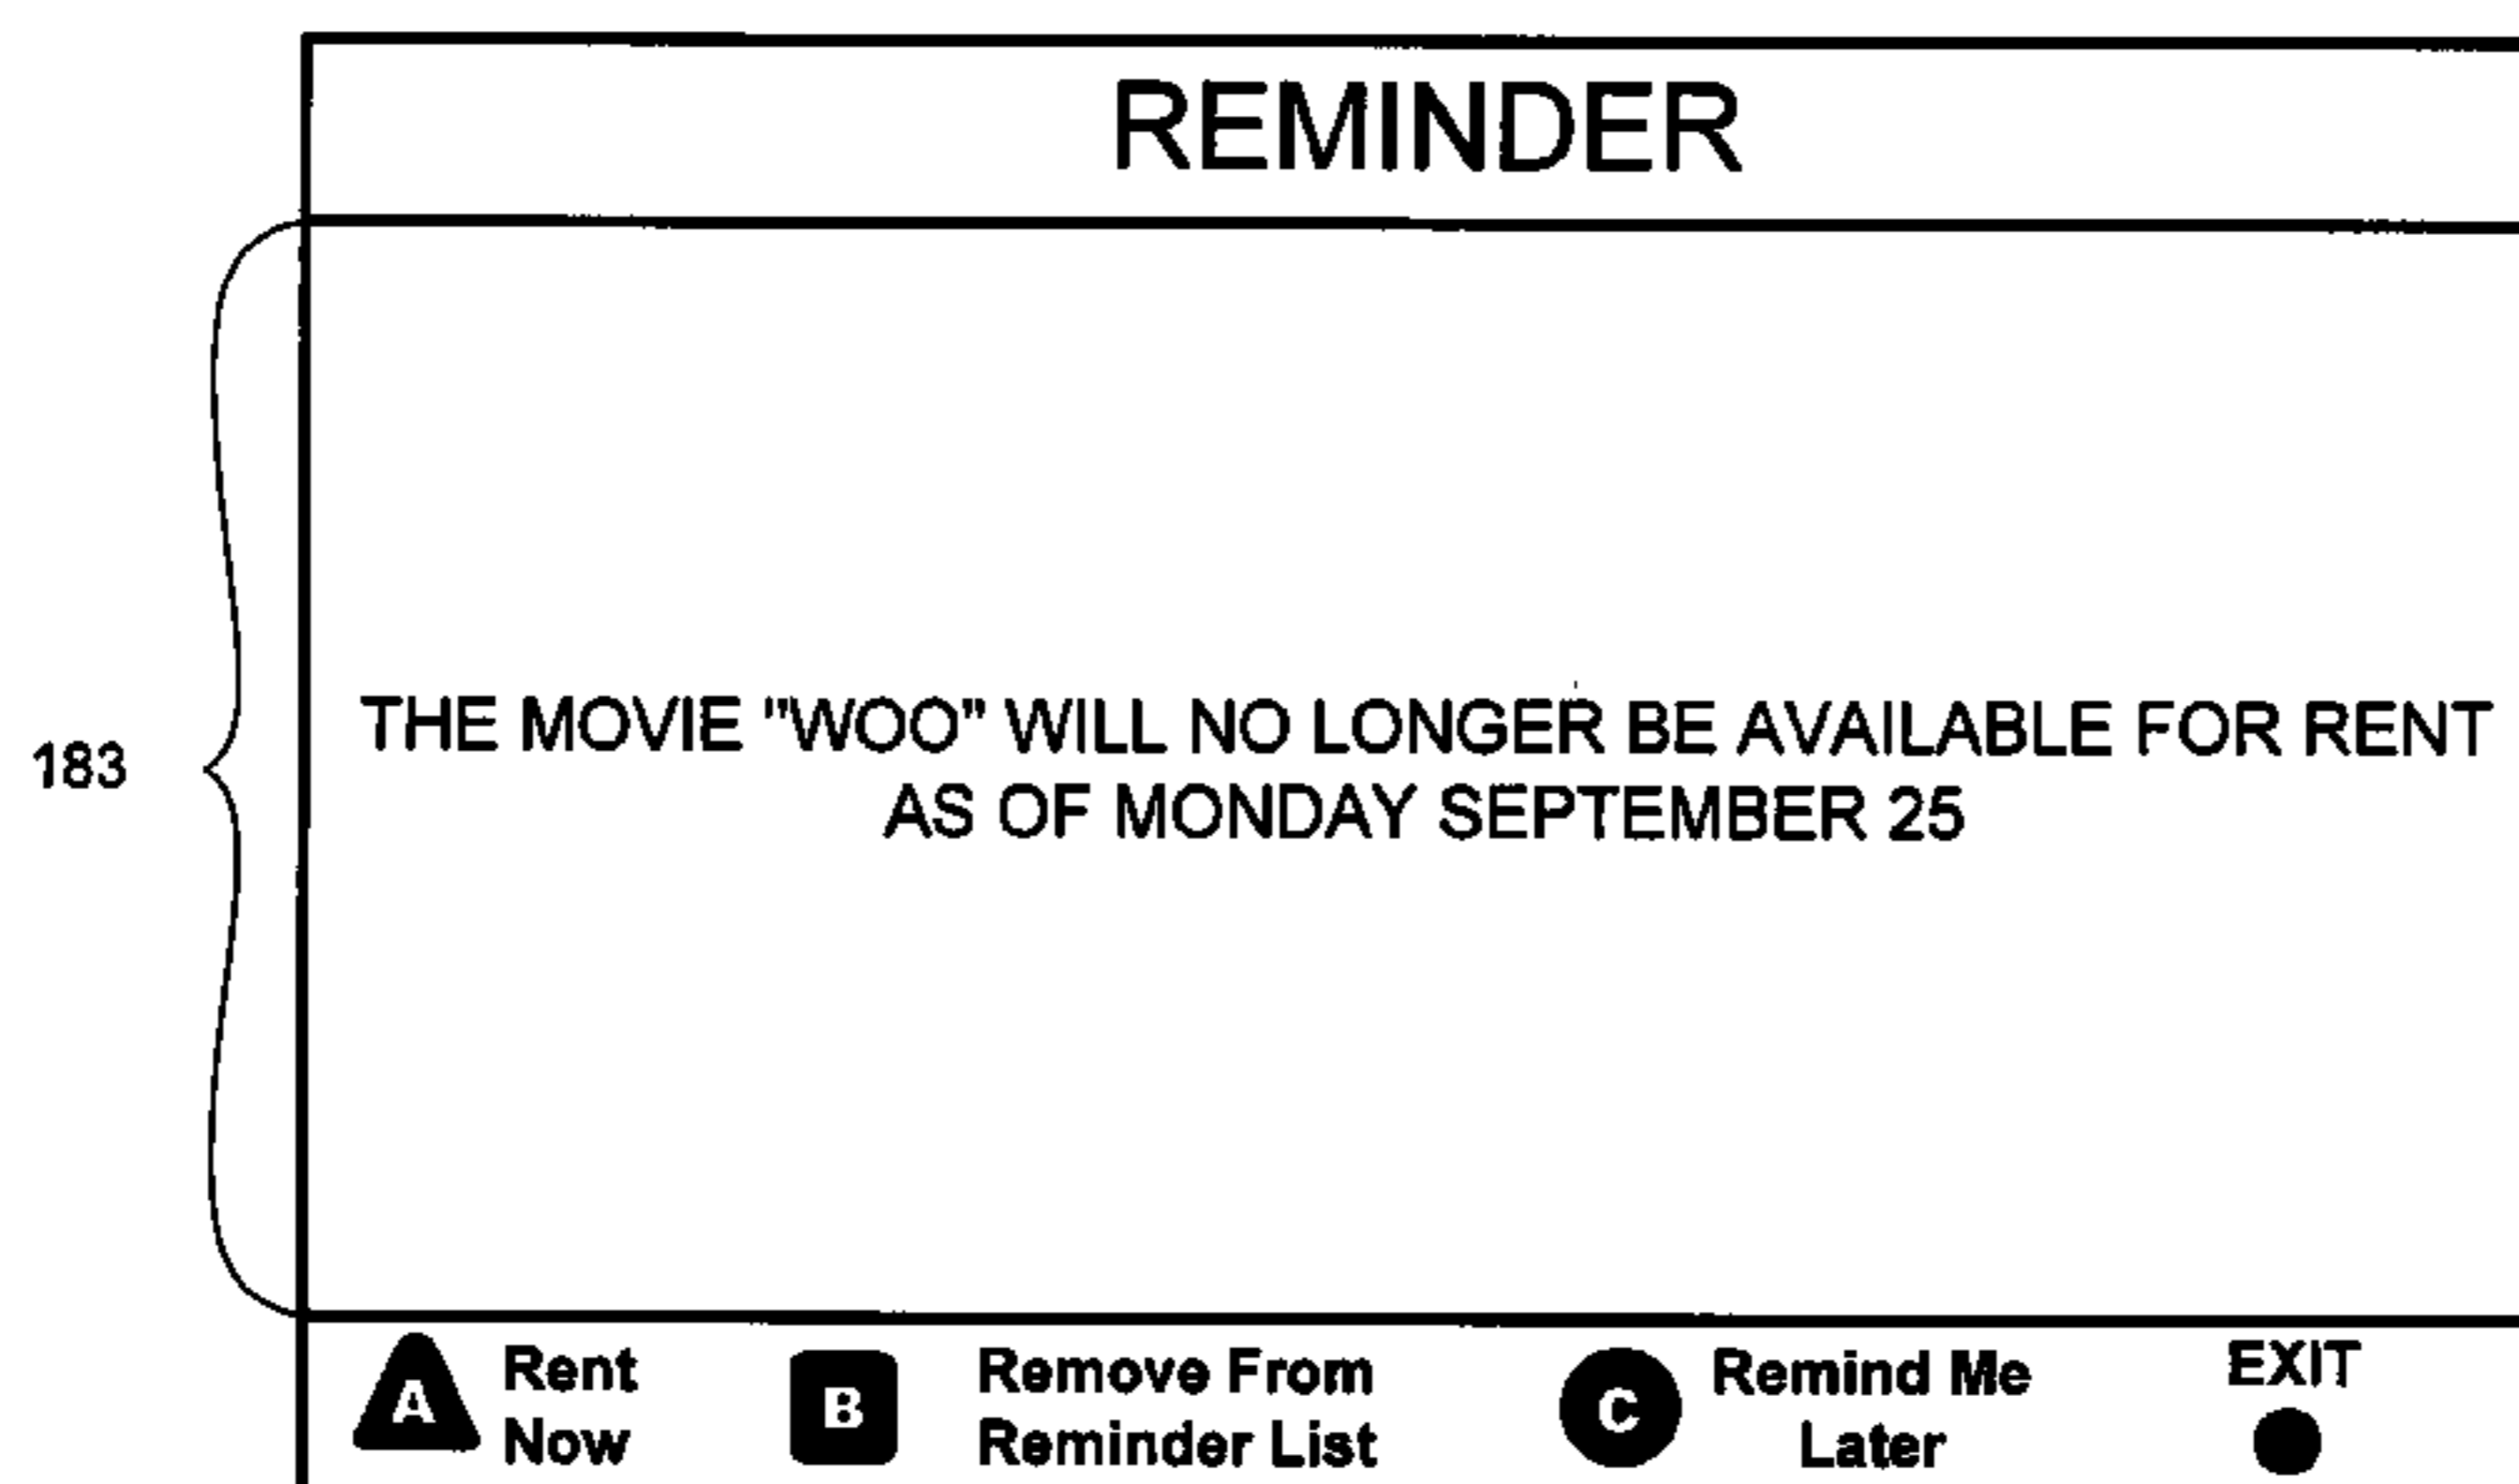 REMINDER
183
THE MOVIE "WOO" WILL NO LONGER BE AVAILABLE FOR RENT
AS OF MONDAY SEPTEMBER 25
A Rent Now
B Remove From Reminder List
C Remind Me Later
EXIT